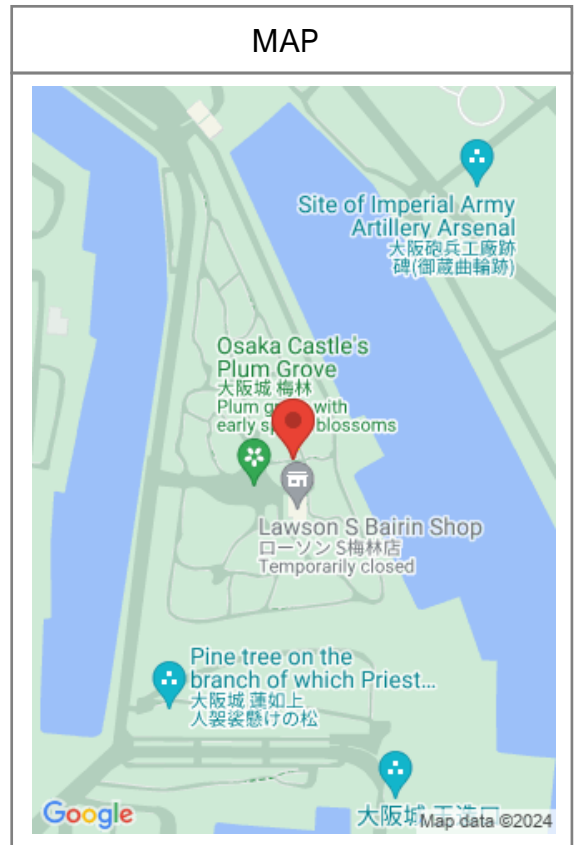 MAP
Site of Imperial Army
Artillery Arsenal
大阪砲兵工廠跡
碑(御蔵曲輪跡)
Osaka Castle's
Plum Grove
大阪城 梅林
Plum with
early blossoms
Lawson S Bairin Shop
ローソン S梅林店
Temporarily closed
Pine tree on the
branch of which Priest...
大阪城 蓮如上
人袈裟懸けの松
大阪城
Google
Map data ©2024